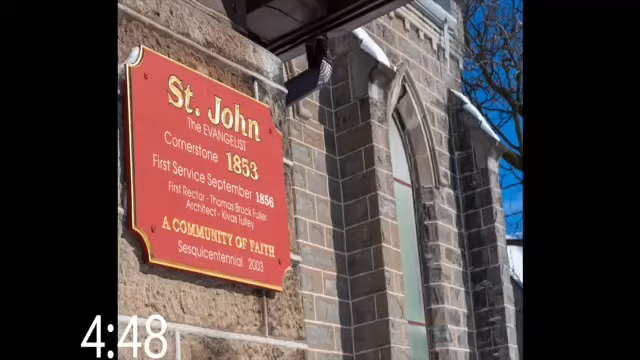 St. John
The EVANGELIST
Cornerstone 1853
First Service September 1856
First Rector - Thomas Brock Fuller
Architect - Kivas Tulley
A COMMUNITY OF FAITH
Sesquicentennial 2003
4:48